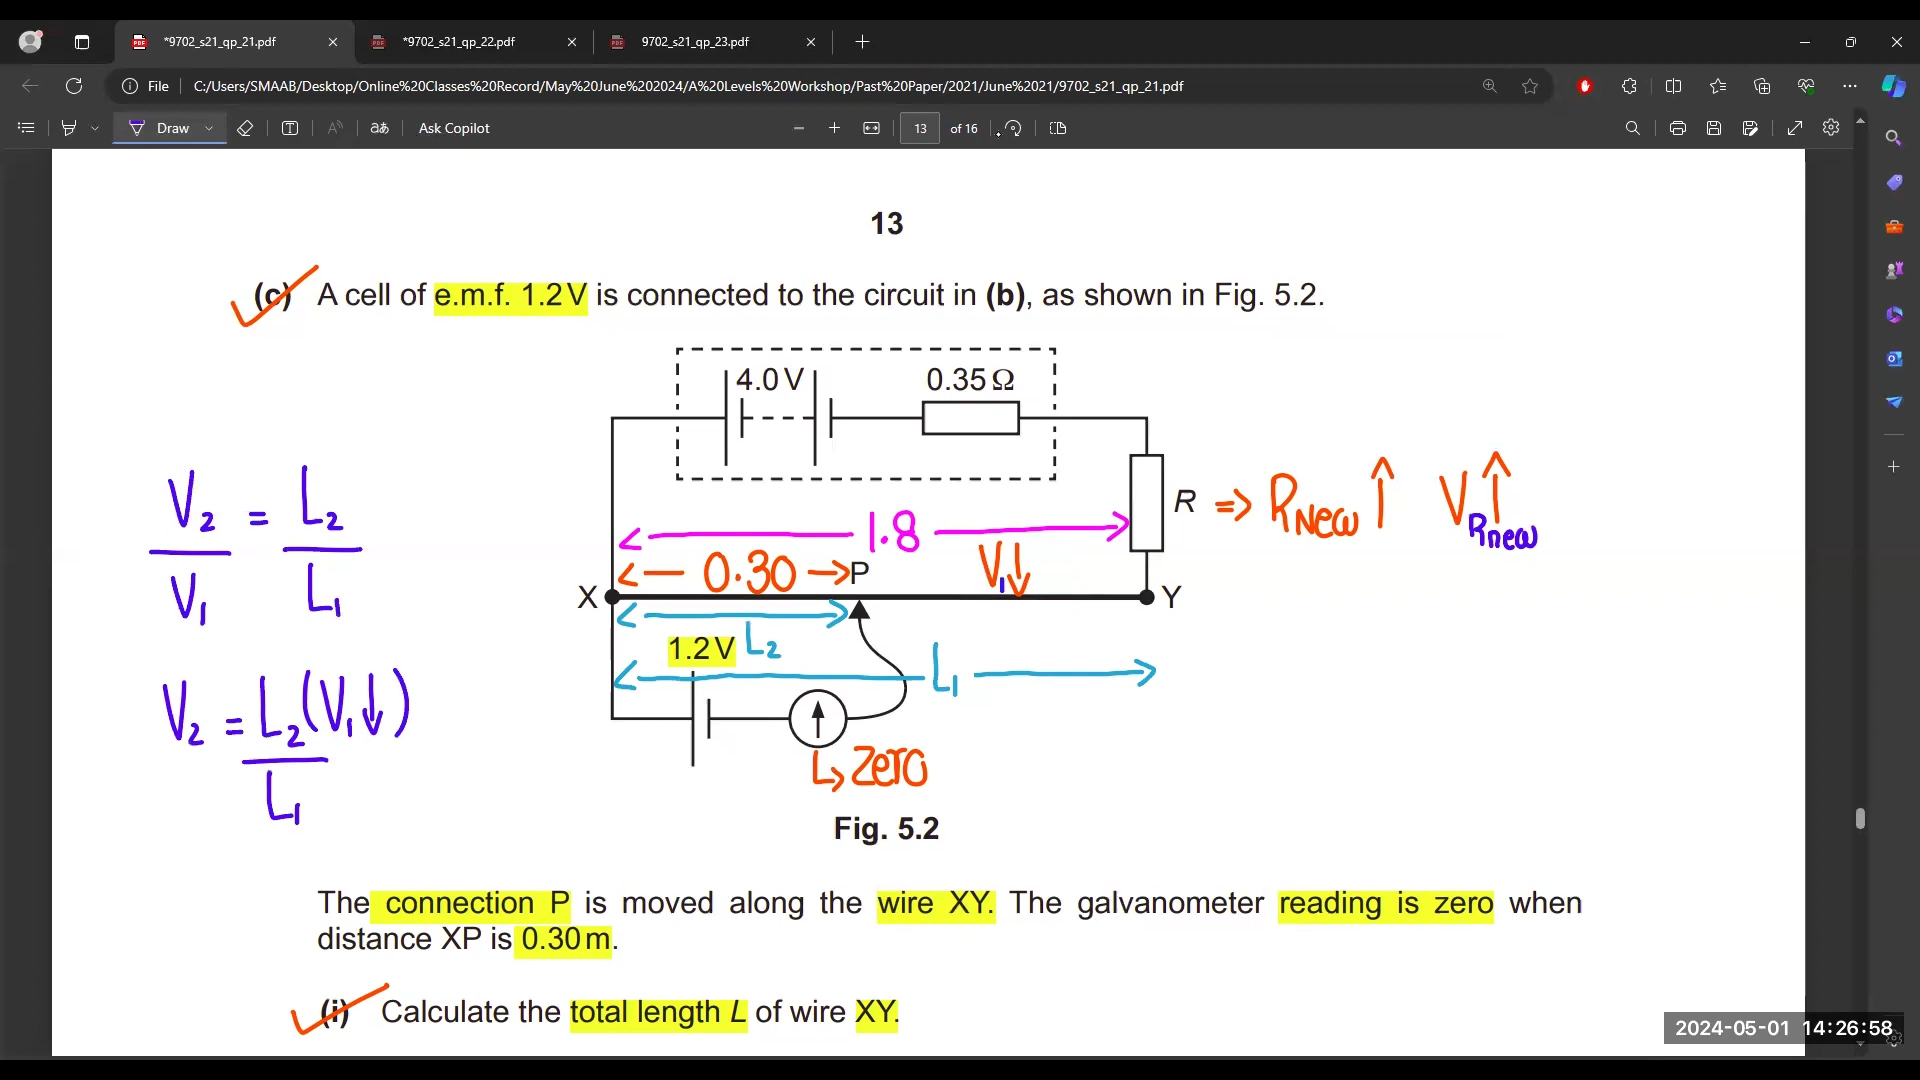 *9702_s21_qp_21.pdf
*9702_s21_qp_22.pdf
9702_s21_qp_23.pdf
File
C:/Users/SMAAB/Desktop/Online%20Classes%20Record/May%20June%202024/A%20Levels%20Workshop/Past%20Paper/2021/June%2021/9702_s21_qp_21.pdf
Draw
Ask Copilot
13
of 16
13
(c) A cell of e.m.f. 1.2 V is connected to the circuit in (b), as shown in Fig. 5.2.
4.0 V
0.35 Ω
V2 = L2
V1 L1
R => RNew ↑ V Rnew ↑
1.8
0.30
P
V1 ↓
X
Y
1.2 V
L2
L1
V2 = L2 (V1 ↓)
L1
L> Zero
Fig. 5.2
The connection P is moved along the wire XY. The galvanometer reading is zero when
distance XP is 0.30 m.
(i) Calculate the total length L of wire XY.
2024-05-01 14:26:58